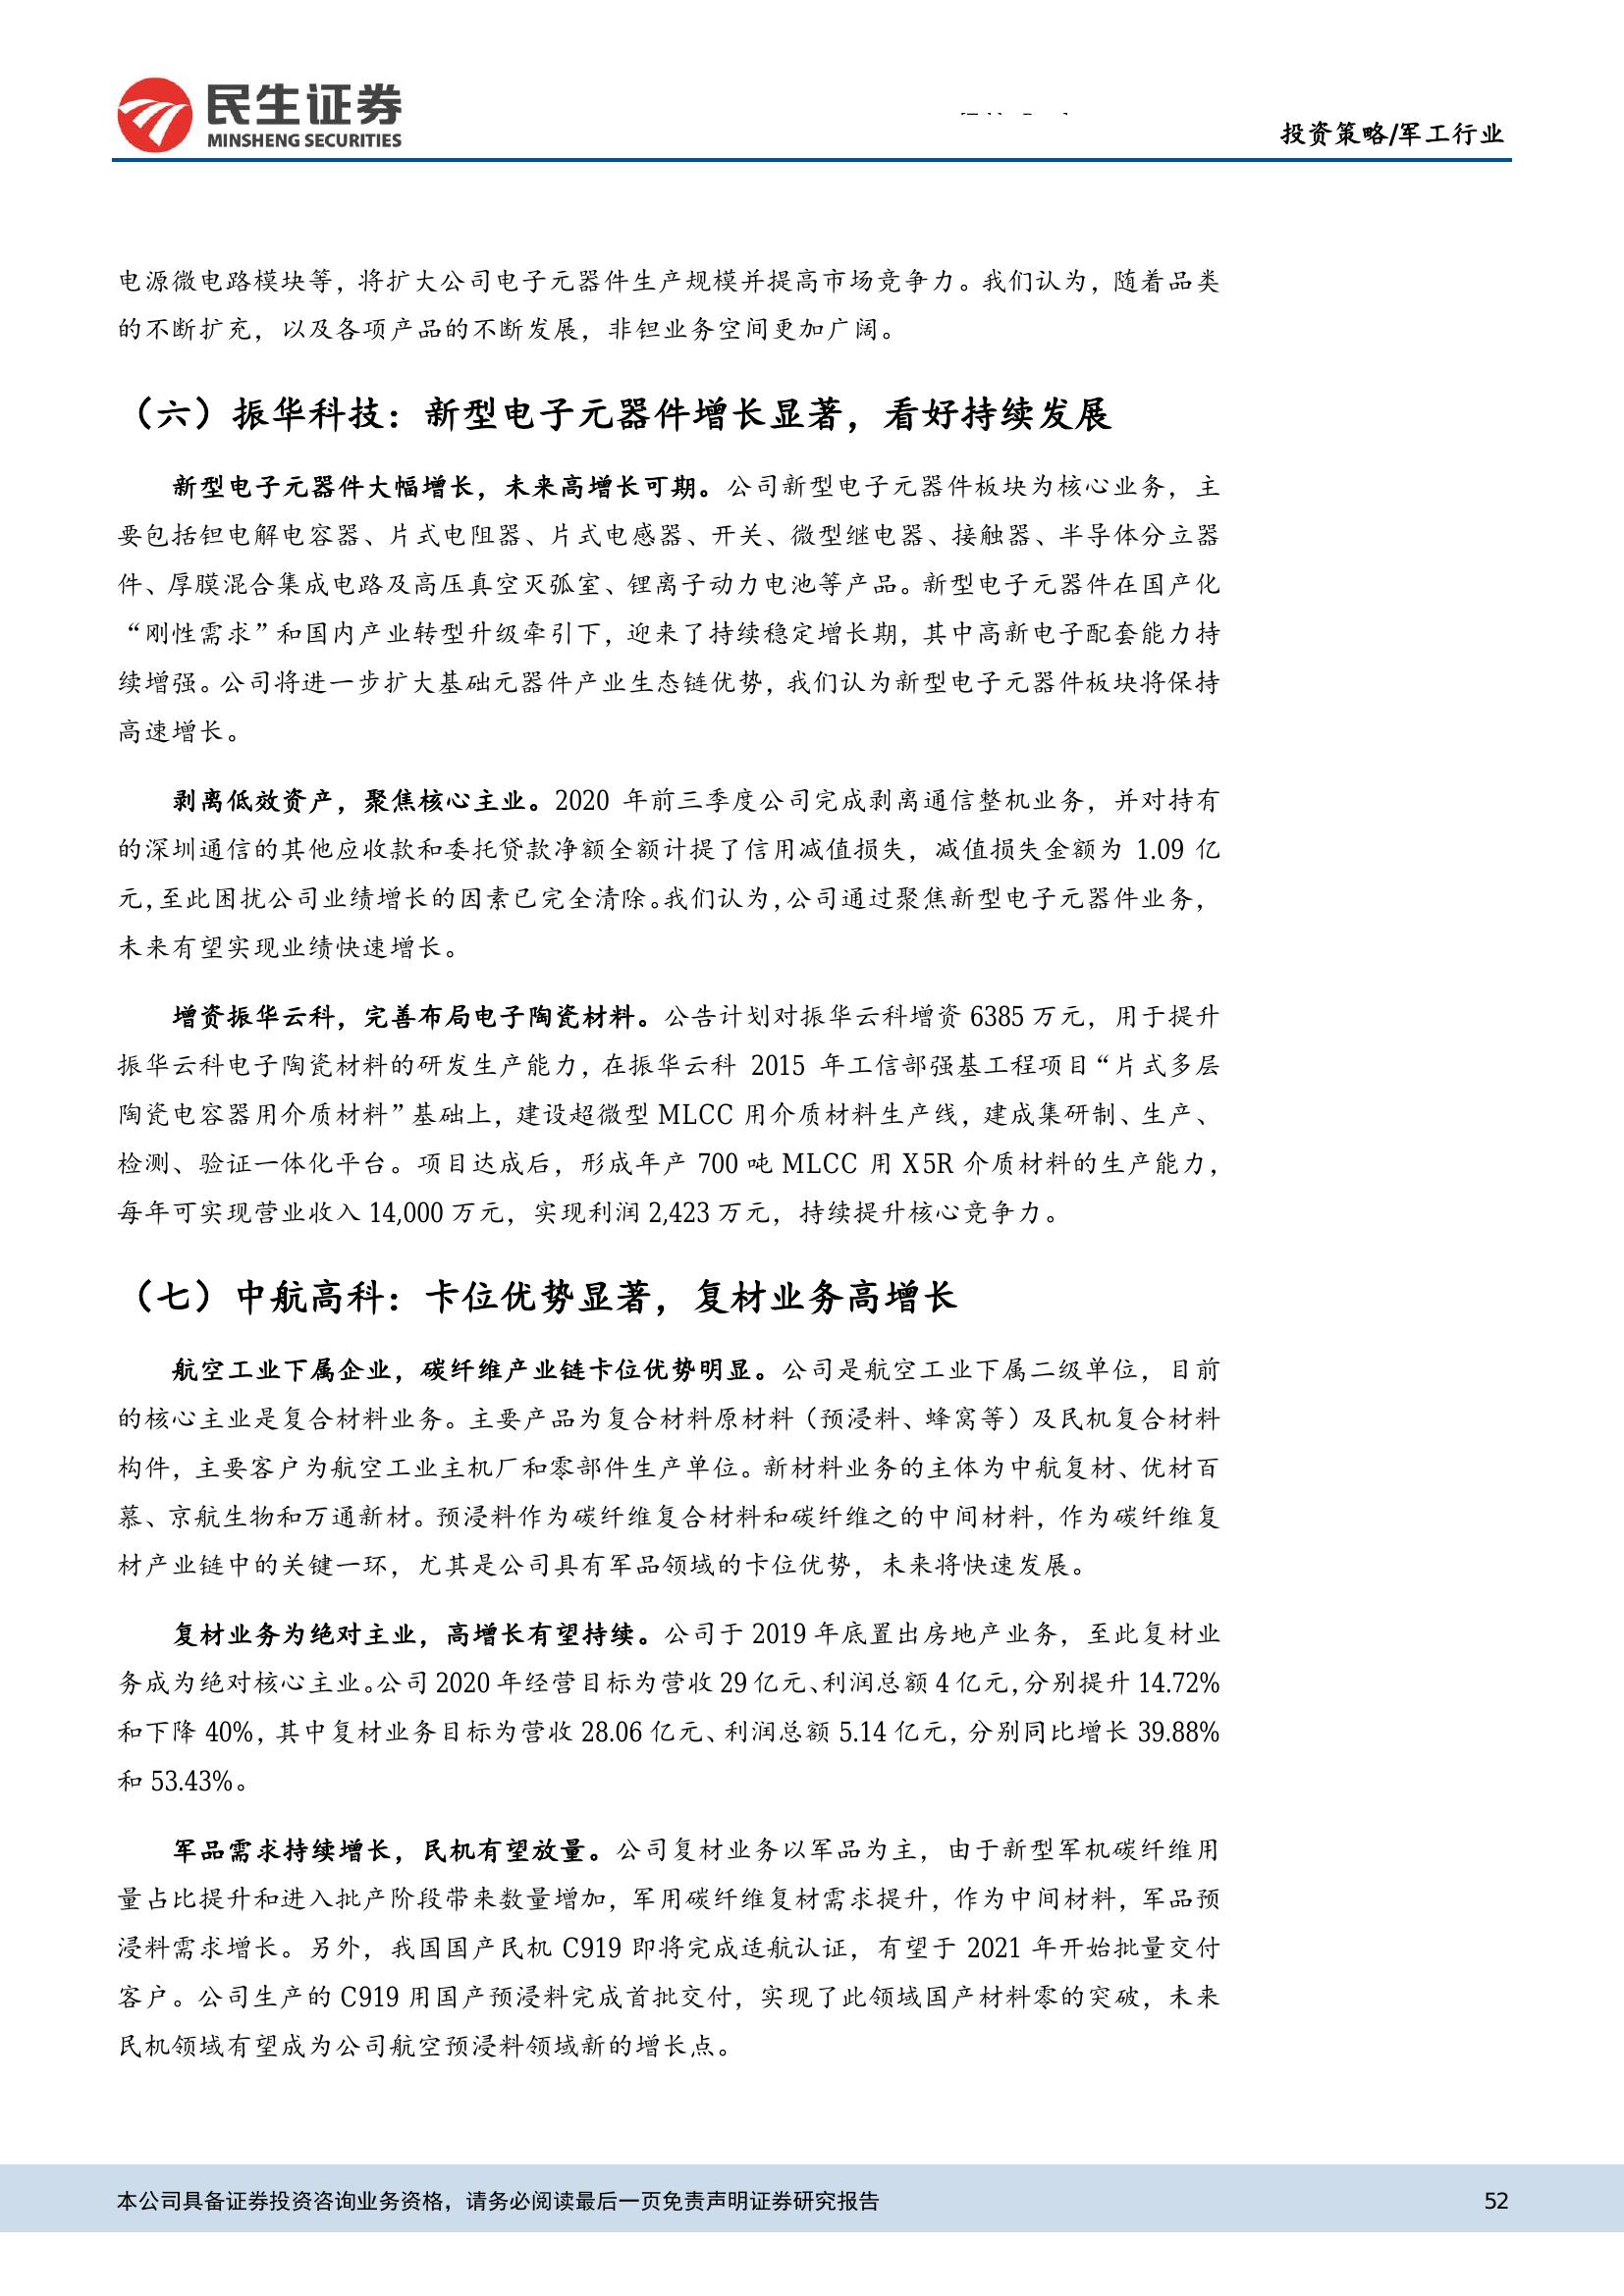 民生证券
MINSHENG SECURITIES
投资策略/军工行业
电源微电路模块等，将扩大公司电子元器件生产规模并提高市场竞争力。我们认为，随着品类
的不断扩充，以及各项产品的不断发展，非钽业务空间更加广阔。
（六）振华科技：新型电子元器件增长显著，看好持续发展
新型电子元器件大幅增长，未来高增长可期。公司新型电子元器件板块为核心业务，主
要包括钽电解电容器、片式电阻器、片式电感器、开关、微型继电器、接触器、半导体分立器
件、厚膜混合集成电路及高压真空灭弧室、锂离子动力电池等产品。新型电子元器件在国产化
“刚性需求”和国内产业转型升级牵引下，迎来了持续稳定增长期，其中高新电子配套能力持
续增强。公司将进一步扩大基础元器件产业生态链优势，我们认为新型电子元器件板块将保持
高速增长。
剥离低效资产，聚焦核心主业。2020 年前三季度公司完成剥离通信整机业务，并对持有
的深圳通信的其他应收款和委托贷款净额全额计提了信用减值损失，减值损失金额为 1.09 亿
元，至此困扰公司业绩增长的因素已完全清除。我们认为，公司通过聚焦新型电子元器件业务，
未来有望实现业绩快速增长。
增资振华云科，完善布局电子陶瓷材料。公告计划对振华云科增资 6385 万元，用于提升
振华云科电子陶瓷材料的研发生产能力，在振华云科 2015 年工信部强基工程项目“片式多层
陶瓷电容器用介质材料”基础上，建设超微型 MLCC 用介质材料生产线，建成集研制、生产、
检测、验证一体化平台。项目达成后，形成年产 700 吨 MLCC 用 X5R 介质材料的生产能力，
每年可实现营业收入 14,000 万元，实现利润 2,423 万元，持续提升核心竞争力。
（七）中航高科：卡位优势显著，复材业务高增长
航空工业下属企业，碳纤维产业链卡位优势明显。公司是航空工业下属二级单位，目前
的核心主业是复合材料业务。主要产品为复合材料原材料（预浸料、蜂窝等）及民机复合材料
构件，主要客户为航空工业主机厂和零部件生产单位。新材料业务的主体为中航复材、优材百
慕、京航生物和万通新材。预浸料作为碳纤维复合材料和碳纤维之的中间材料，作为碳纤维复
材产业链中的关键一环，尤其是公司具有军品领域的卡位优势，未来将快速发展。
复材业务为绝对主业，高增长有望持续。公司于 2019 年底置出房地产业务，至此复材业
务成为绝对核心主业。公司 2020 年经营目标为营收 29 亿元、利润总额 4 亿元，分别提升 14.72%
和下降 40%，其中复材业务目标为营收 28.06 亿元、利润总额 5.14 亿元，分别同比增长 39.88%
和 53.43%。
军品需求持续增长，民机有望放量。公司复材业务以军品为主，由于新型军机碳纤维用
量占比提升和进入批产阶段带来数量增加，军用碳纤维复材需求提升，作为中间材料，军品预
浸料需求增长。另外，我国国产民机 C919 即将完成适航认证，有望于 2021 年开始批量交付
客户。公司生产的 C919 用国产预浸料完成首批交付，实现了此领域国产材料零的突破，未来
民机领域有望成为公司航空预浸料领域新的增长点。
本公司具备证券投资咨询业务资格，请务必阅读最后一页免责声明证券研究报告 52